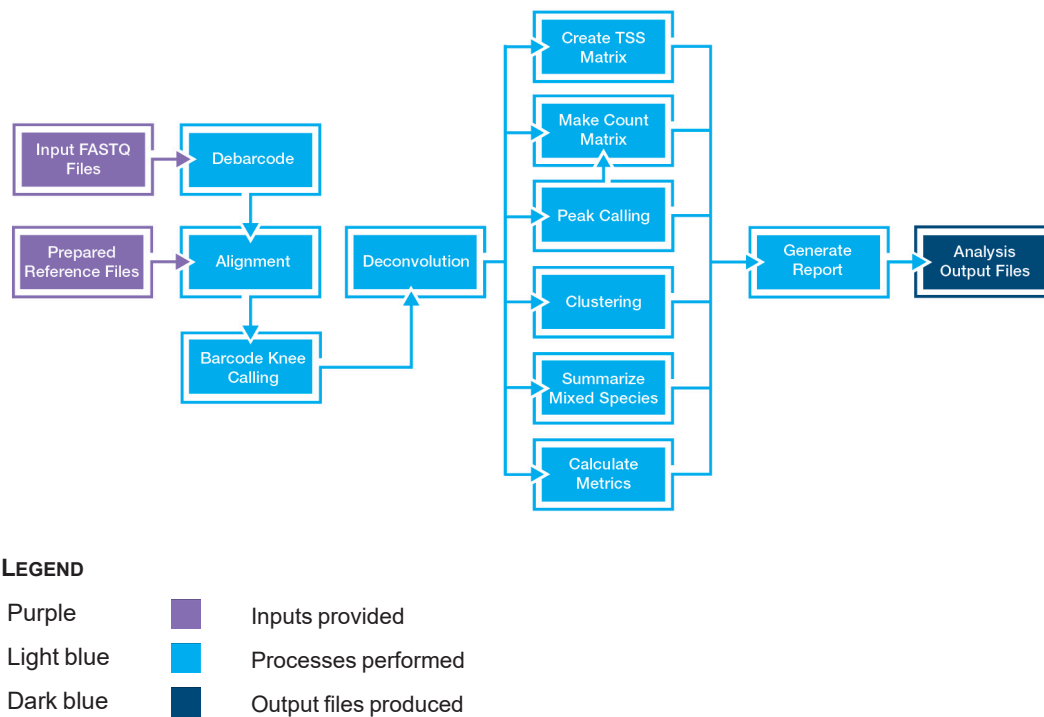 Create TSS
Matrix
Input FASTQ
Files
Debarcode
Make Count
Matrix
Prepared
Reference Files
Alignment
Deconvolution
Peak Calling
Generate
Report
Analysis
Output Files
Clustering
Barcode Knee
Calling
Summarize
Mixed Species
Calculate
Metrics
LEGEND
Purple Inputs provided
Light blue Processes performed
Dark blue Output files produced